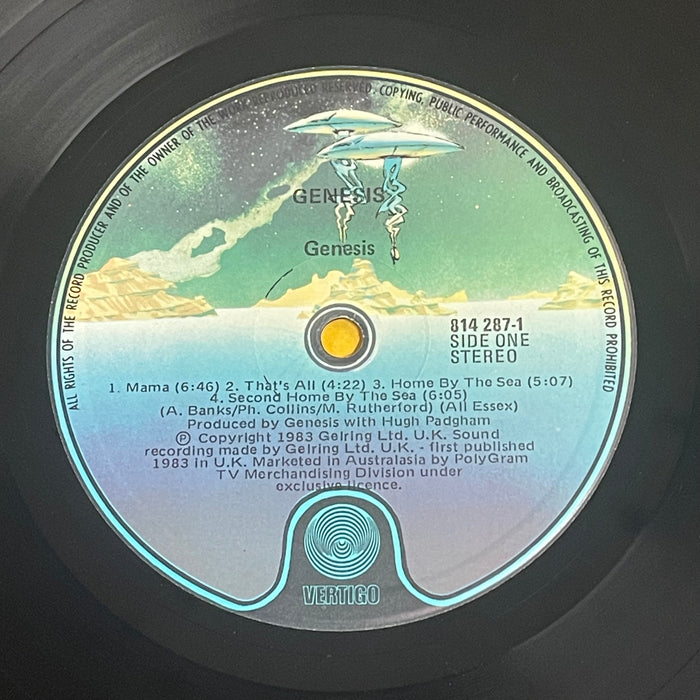 ALL RIGHTS OF THE RECORD PRODUCER AND OF THE OWNER OF THE WORK REPRODUCED RESERVED. COPYING, PUBLIC PERFORMANCE AND BROADCASTING OF THIS RECORD PROHIBITED
GENESIS
Genesis
814 287-1
SIDE ONE
STEREO
1. Mama (6:46) 2. That's All (4:22) 3. Home By The Sea (5:07)
4. Second Home By The Sea (6:05)
(A. Banks/Ph. Collins/M. Rutherford) (All Essex)
Produced by Genesis with Hugh Padgham
℗ Copyright 1983 Gelring Ltd. U.K. Sound
recording made by Gelring Ltd. U.K. - first published
1983 in U.K. Marketed in Australasia by PolyGram
TV Merchandising Division under
exclusive licence.
VERTIGO